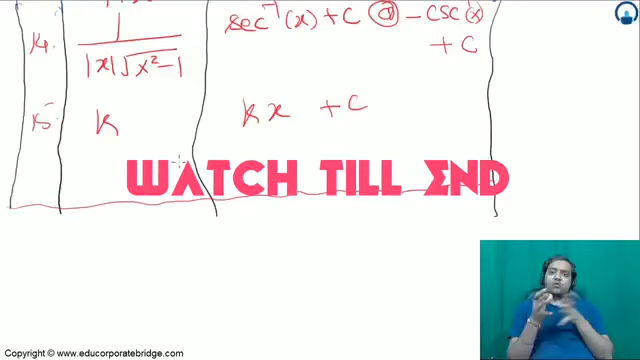 14. 1 / |x|√x²-1 sec⁻¹(x) + C or - csc⁻¹(x) + C
15. k kx + C
WATCH TILL END
Copyright © www.educorporatebridge.com